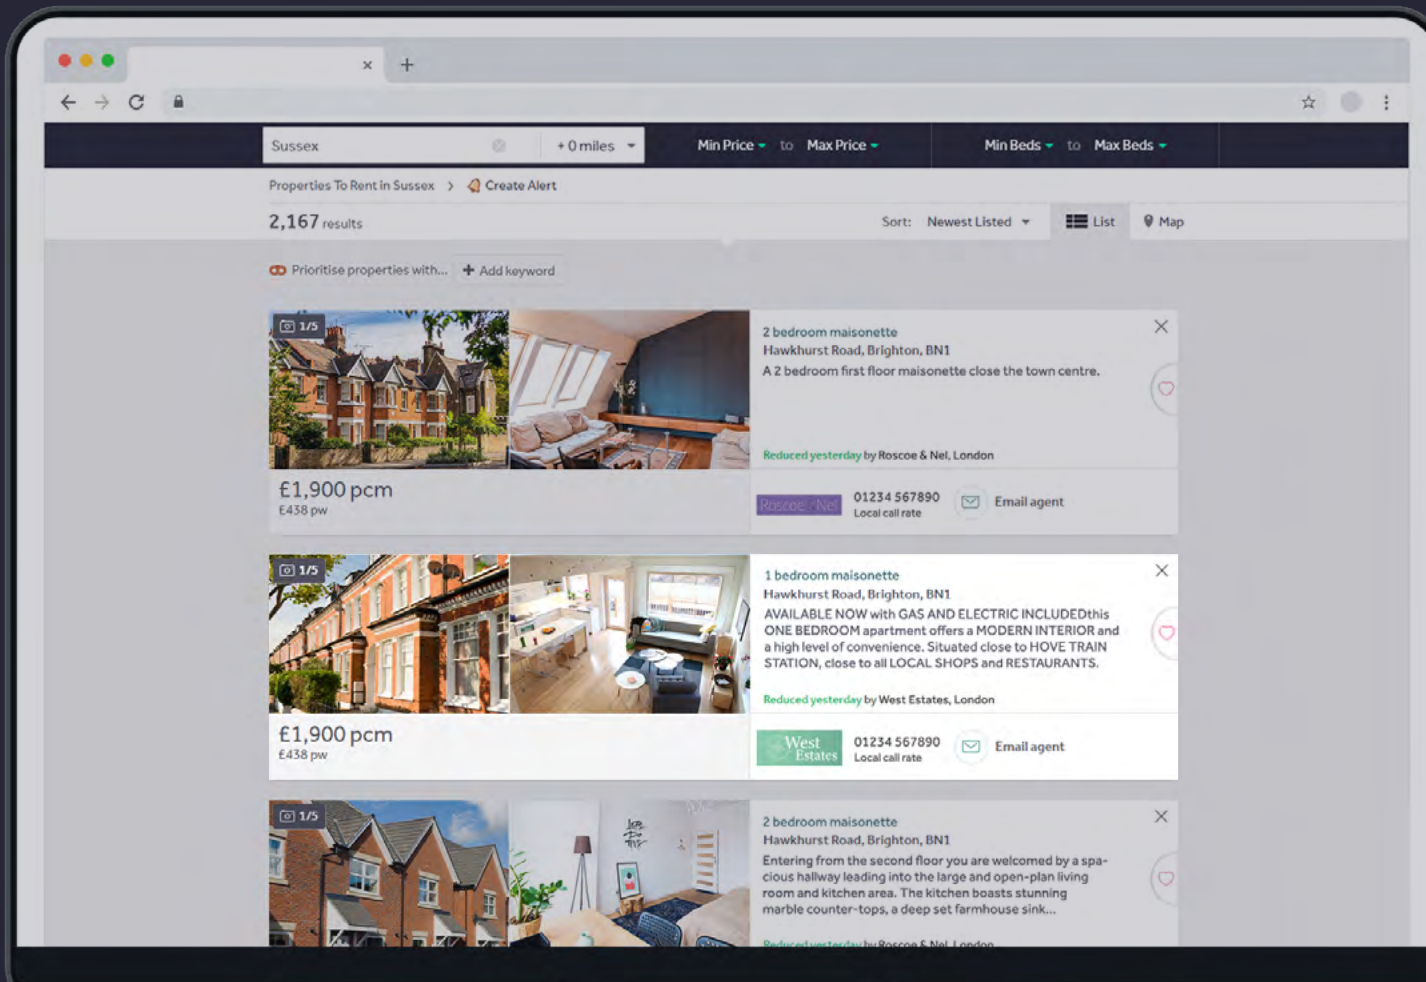 Sussex
+ 0 miles
Min Price to Max Price
Min Beds to Max Beds
Properties To Rent in Sussex > Create Alert
2,167 results
Sort: Newest Listed
List
Map
Prioritise properties with...
+ Add keyword
1/5
2 bedroom maisonette
Hawkhurst Road, Brighton, BN1
A 2 bedroom first floor maisonette close the town centre.
Reduced yesterday by Roscoe & Nel, London
£1,900 pcm
£438 pw
Roscoe & Nel
01234 567890
Local call rate
Email agent
1/5
1 bedroom maisonette
Hawkhurst Road, Brighton, BN1
AVAILABLE NOW with GAS AND ELECTRIC INCLUDEDthis
ONE BEDROOM apartment offers a MODERN INTERIOR and
a high level of convenience. Situated close to HOVE TRAIN
STATION, close to all LOCAL SHOPS and RESTAURANTS.
Reduced yesterday by West Estates, London
£1,900 pcm
£438 pw
West
Estates
01234 567890
Local call rate
Email agent
1/5
2 bedroom maisonette
Hawkhurst Road, Brighton, BN1
Entering from the second floor you are welcomed by a spa-
cious hallway leading into the large and open-plan living
room and kitchen area. The kitchen boasts stunning
marble counter-tops, a deep set farmhouse sink...
Reduced yesterday by Roscoe & Nel, London